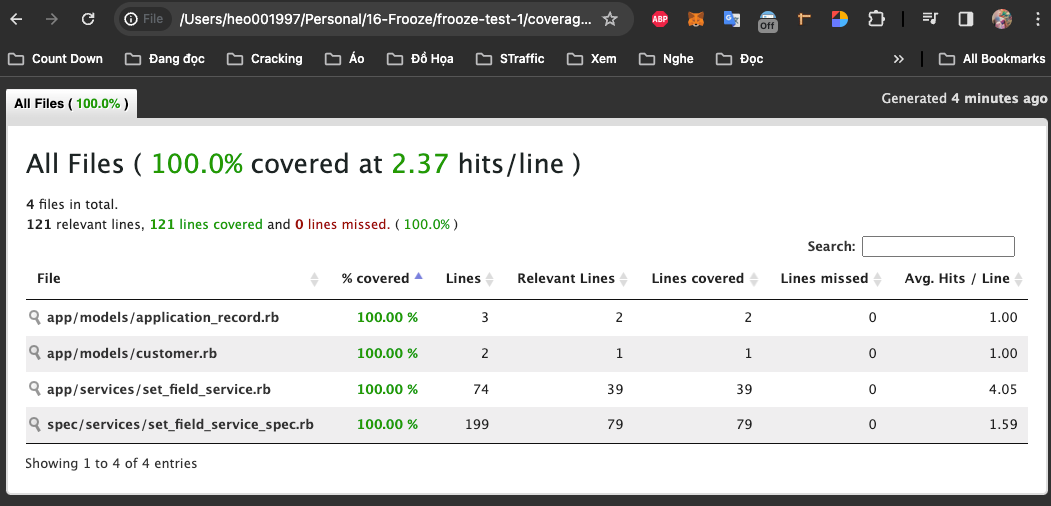 File /Users/heo001997/Personal/16-Frooze/frooze-test-1/coverag...
ABP
Off
Count Down Đang đọc Cracking Áo Đồ Họa STraffic Xem Nghe Đọc » All Bookmarks
All Files ( 100.0% )
Generated 4 minutes ago
All Files ( 100.0% covered at 2.37 hits/line )
4 files in total.
121 relevant lines, 121 lines covered and 0 lines missed. ( 100.0% )
Search:
File % covered Lines Relevant Lines Lines covered Lines missed Avg. Hits / Line
app/models/application_record.rb 100.00 % 3 2 2 0 1.00
app/models/customer.rb 100.00 % 2 1 1 0 1.00
app/services/set_field_service.rb 100.00 % 74 39 39 0 4.05
spec/services/set_field_service_spec.rb 100.00 % 199 79 79 0 1.59
Showing 1 to 4 of 4 entries